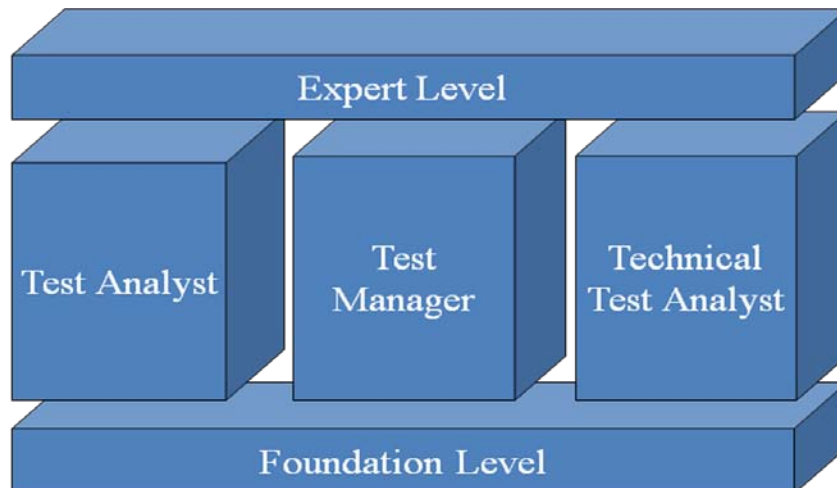 Expert Level
Test Analyst
Test
Manager
Technical
Test Analyst
Foundation Level